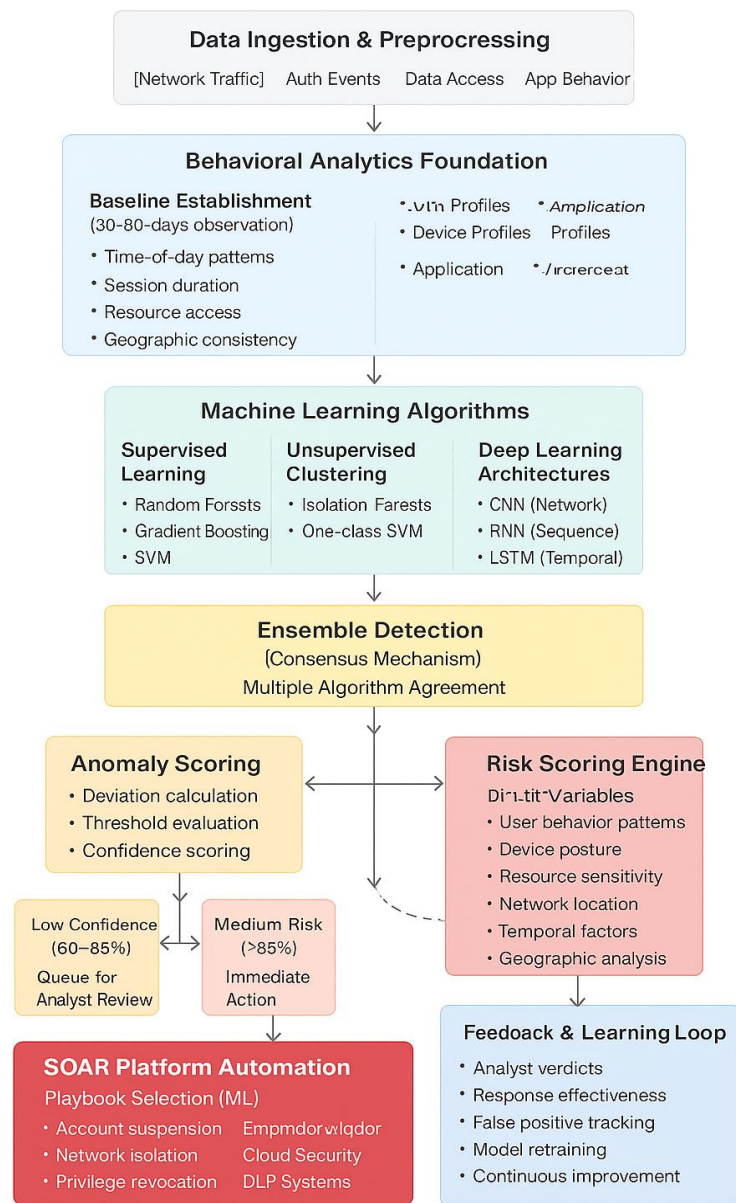 Data Ingestion & Preprocressing
[Network Traffic] Auth Events Data Access App Behavior
Behavioral Analytics Foundation
Baseline Establishment
(30-80-days observation)
• Time-of-day patterns
• Session duration
• Resource access
• Geographic consistency
Profiles • Amplication
• Device Profiles Profiles
• Application
Machine Learning Algorithms
Supervised
Learning
• Random Forssts
• Gradient Boosting
• SVM
Unsupervised
Clustering
• Isolation Farests
• One-class SVM
Deep Learning
Architectures
• CNN (Network)
• RNN (Sequence)
• LSTM (Temporal)
Ensemble Detection
(Consensus Mechanism)
Multiple Algorithm Agreement
Anomaly Scoring
• Deviation calculation
• Threshold evaluation
• Confidence scoring
Risk Scoring Engine
Variables
• User behavior pattems
• Device posture
• Resource sensitivity
• Network location
• Temporal factors
• Geographic analysis
Low Confidence
(60–85%)
Queue for
Analyst Review
Medium Risk
(>85%)
Immediate
Action
SOAR Platform Automation
Playbook Selection (ML)
• Account suspension
• Network isolation Cloud Security
• Privilege revocation DLP Systems
Feedoack & Learning Loop
• Analyst verdicts
• Response effectiveness
• False positive tracking
• Model retraining
• Continuous improvement